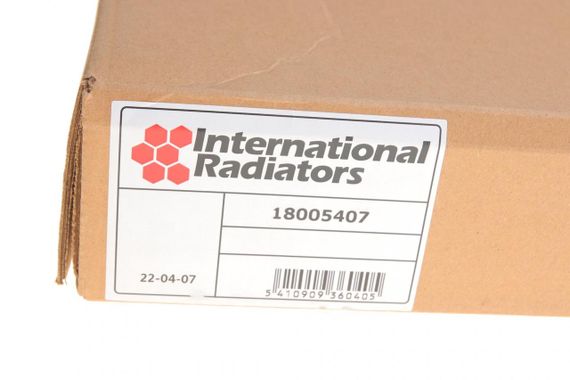 International
Radiators
18005407
22-04-07
5 410909 360405